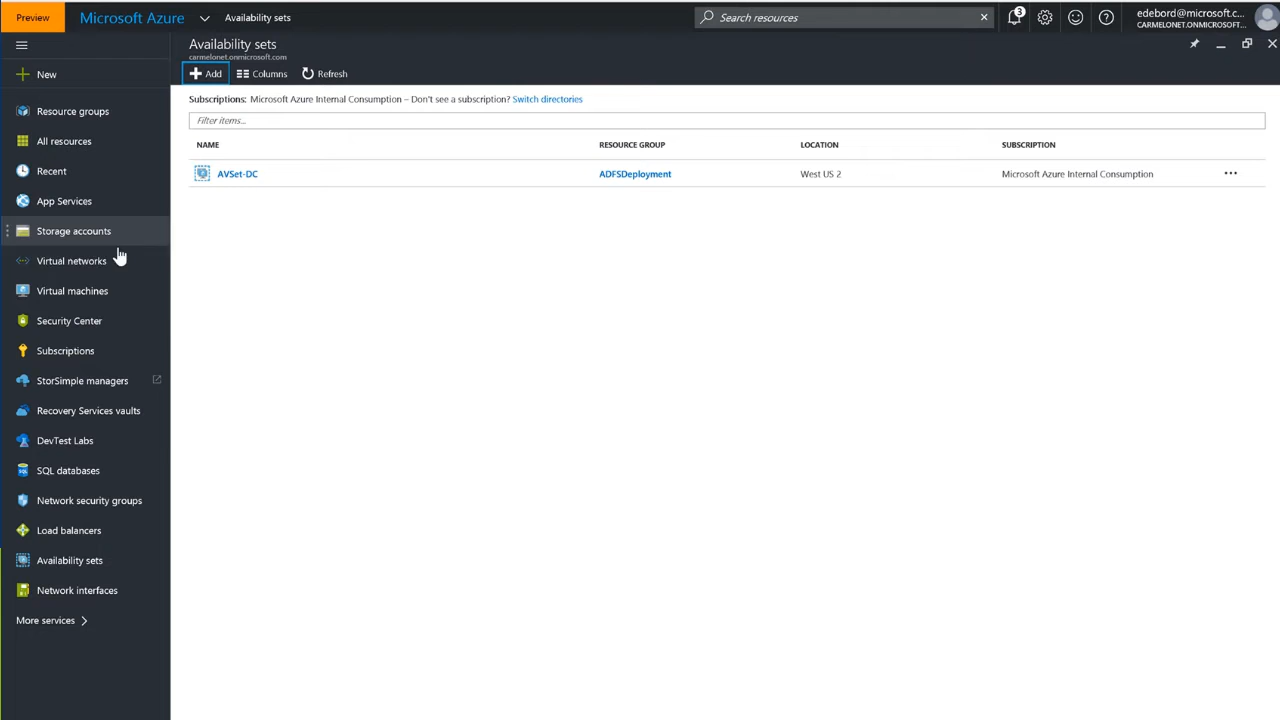 Preview
Microsoft Azure
Availability sets
Search resources
3
edebord@microsoft.c...
CARMELONET.ONMICROSOFT...
New
Resource groups
All resources
Recent
App Services
Storage accounts
Virtual networks
Virtual machines
Security Center
Subscriptions
StorSimple managers
Recovery Services vaults
DevTest Labs
SQL databases
Network security groups
Load balancers
Availability sets
Network interfaces
More services
Availability sets
carmelonet.onmicrosoft.com
Add Columns Refresh
Subscriptions: Microsoft Azure Internal Consumption – Don't see a subscription? Switch directories
Filter items...
NAME RESOURCE GROUP LOCATION SUBSCRIPTION
AVSet-DC ADFSDeployment West US 2 Microsoft Azure Internal Consumption